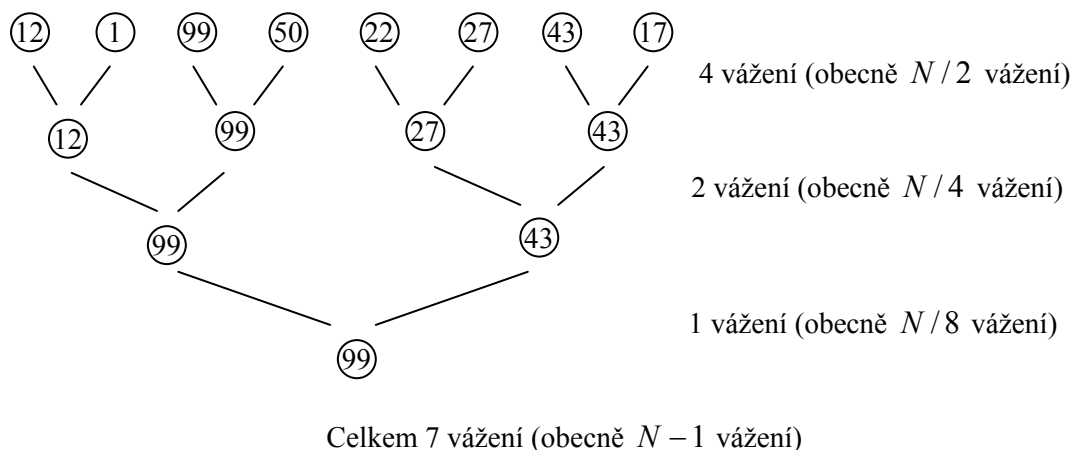 12 1 99 50 22 27 43 17
4 vážení (obecně N / 2 vážení)
12 99 27 43
2 vážení (obecně N / 4 vážení)
99 43
1 vážení (obecně N / 8 vážení)
99
Celkem 7 vážení (obecně N − 1 vážení)